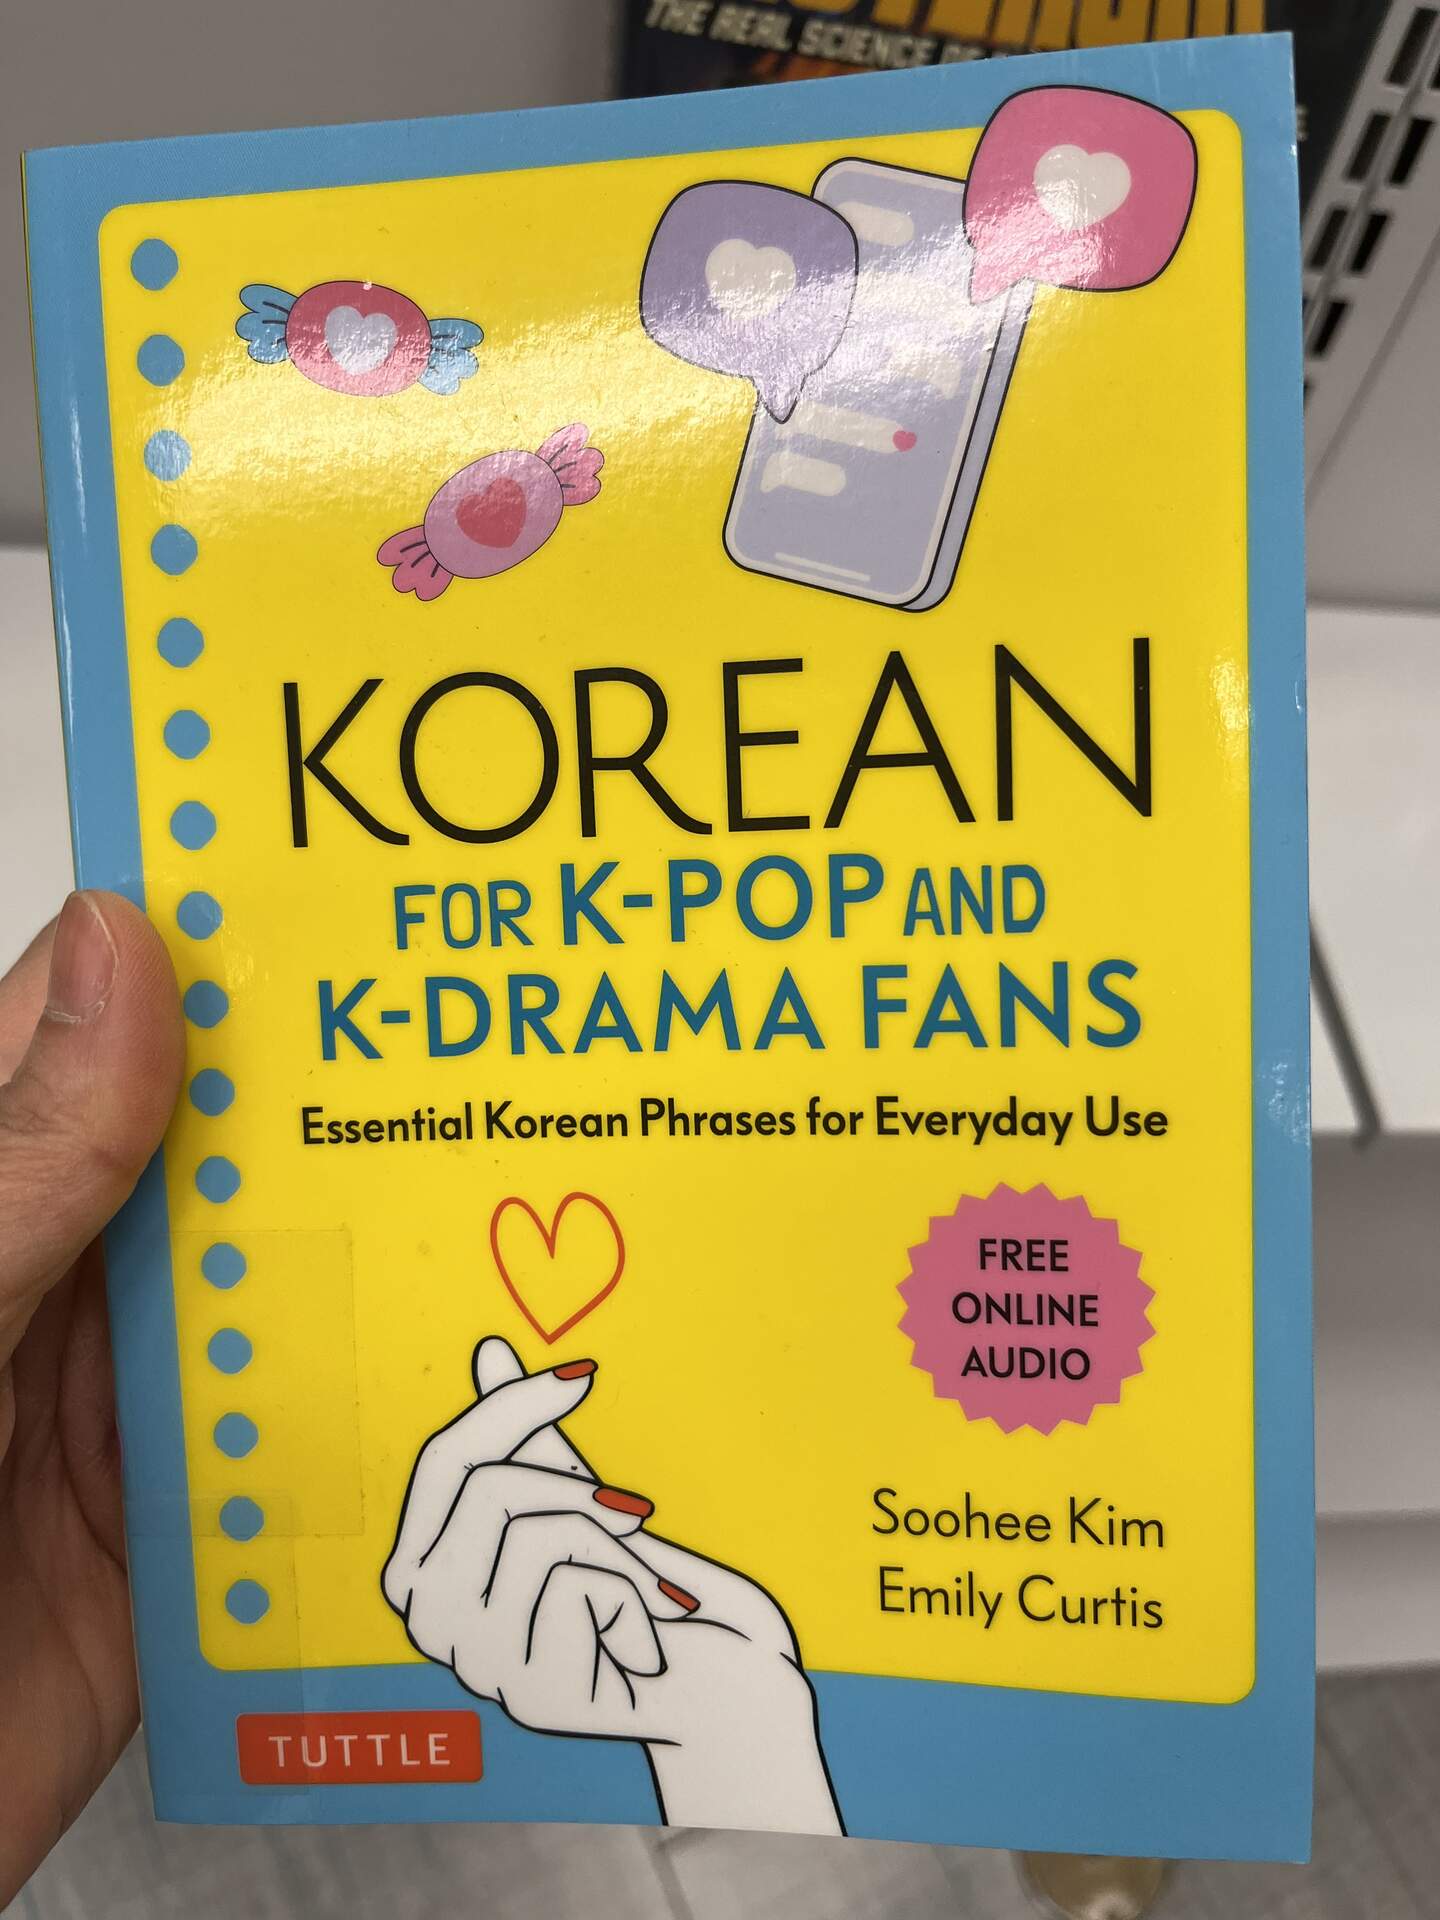 THE REAL SCIENCE
KOREAN
FOR K-POP AND
K-DRAMA FANS
Essential Korean Phrases for Everyday Use
FREE
ONLINE
AUDIO
Soohee Kim
Emily Curtis
TUTTLE